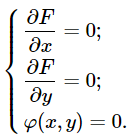 ∂F/∂x = 0;
∂F/∂y = 0;
φ(x, y) = 0.